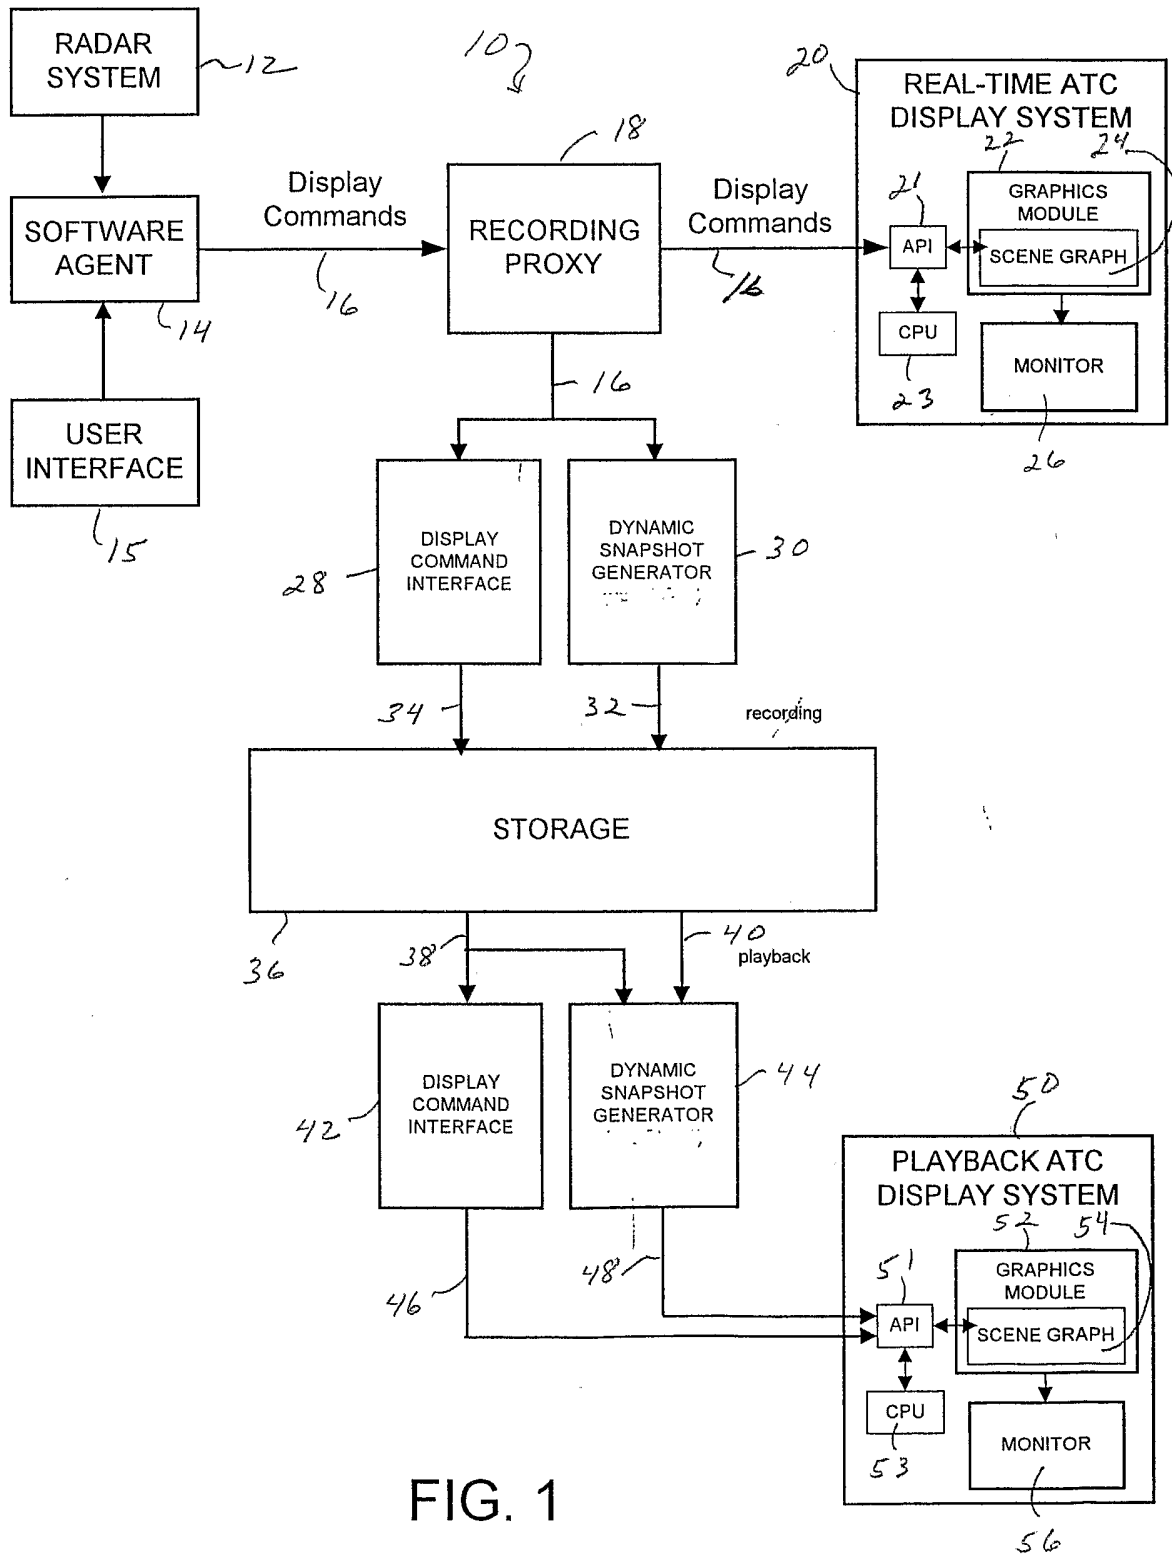 RADAR
SYSTEM
12
10
20
REAL-TIME ATC
DISPLAY SYSTEM
22
24
18
GRAPHICS
MODULE
SCENE GRAPH
21
API
CPU
23
MONITOR
26
SOFTWARE
AGENT
14
Display
Commands
16
RECORDING
PROXY
Display
Commands
16
USER
INTERFACE
15
16
DISPLAY
COMMAND
INTERFACE
28
DYNAMIC
SNAPSHOT
GENERATOR
30
34
32
recording
STORAGE
36
38
40
playback
DISPLAY
COMMAND
INTERFACE
42
DYNAMIC
SNAPSHOT
GENERATOR
44
46
48
50
PLAYBACK ATC
DISPLAY SYSTEM
52
54
GRAPHICS
MODULE
SCENE GRAPH
51
API
CPU
53
MONITOR
56
FIG. 1